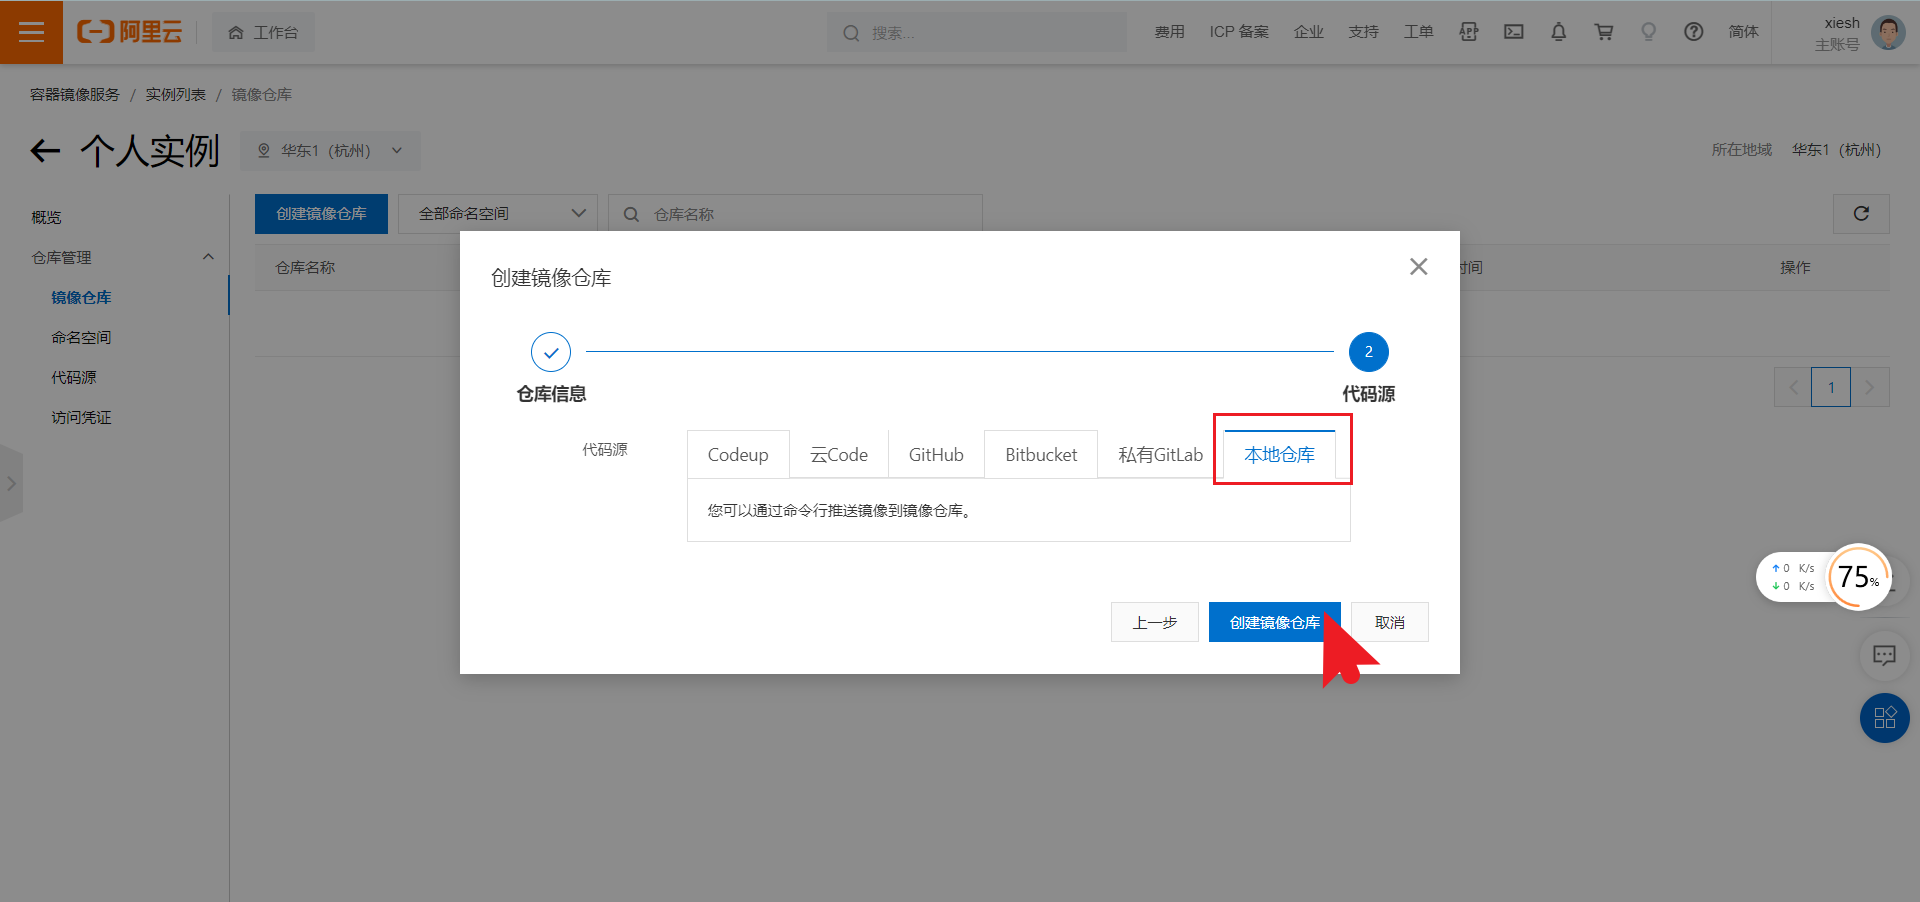 阿里云
工作台
搜索...
费用
ICP 备案
企业
支持
工单
APP
简体
xiesh
主账号
容器镜像服务 / 实例列表 / 镜像仓库
个人实例
华东1（杭州）
所在地域 华东1（杭州）
概览
仓库管理
镜像仓库
命名空间
代码源
访问凭证
创建镜像仓库
全部命名空间
仓库名称
仓库名称
时间
操作
1
创建镜像仓库
2
仓库信息
代码源
代码源
Codeup
云Code
GitHub
Bitbucket
私有GitLab
本地仓库
您可以通过命令行推送镜像到镜像仓库。
上一步
创建镜像仓库
取消
0 K/s
0 K/s
75%